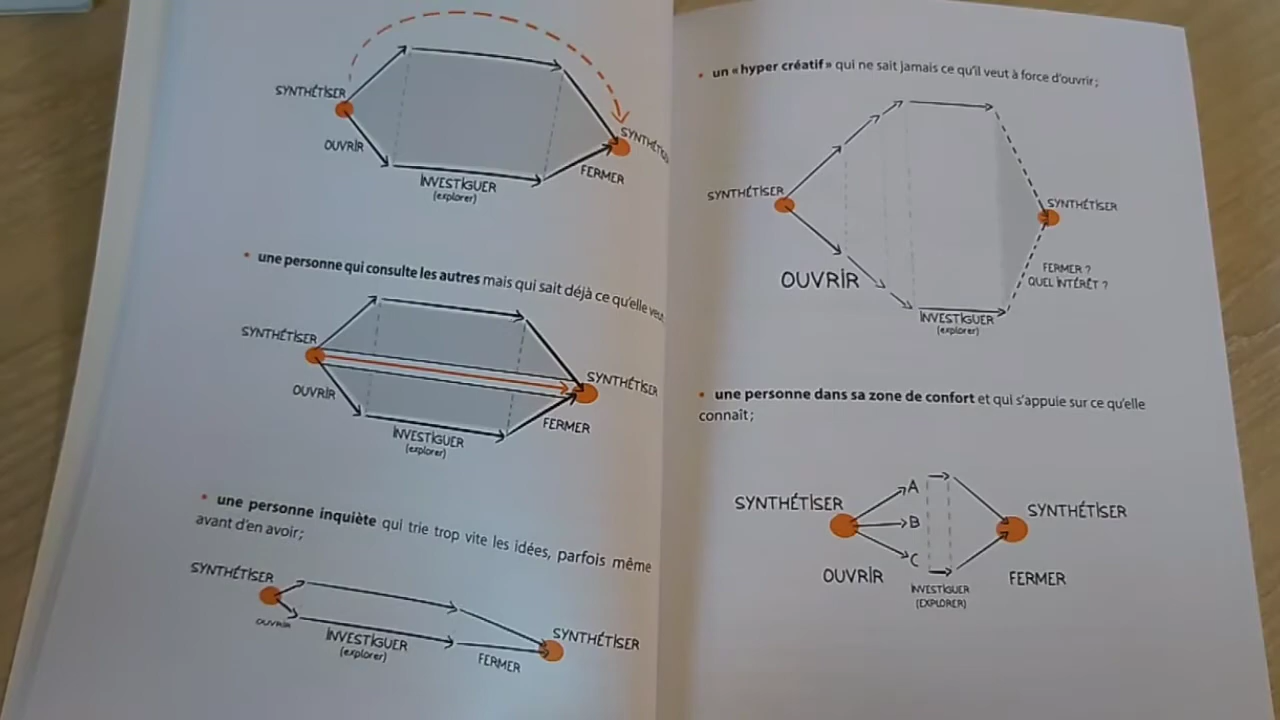 SYNTHÉTISER
OUVRIR
INVESTIGUER
(explorer)
FERMER
• une personne qui consulte les autres mais qui sait déjà ce qu'elle
SYNTHÉTISER
OUVRIR
INVESTIGUER
(explorer)
SYNTHÉTISER
FERMER
• une personne inquiète qui trie trop vite les idées, parfois même
avant d'en avoir;
SYNTHÉTISER
OUVRIR
INVESTIGUER
(explorer)
SYNTHÉTISER
FERMER
• un « hyper créatif » qui ne sait jamais ce qu'il veut à force d'ouvrir;
SYNTHÉTISER
OUVRIR
INVESTIGUER
(explorer)
SYNTHÉTISER
FERMER ?
QUEL INTÉRÊT ?
• une personne dans sa zone de confort et qui s'appuie sur ce qu'elle
connaît;
SYNTHÉTISER
A
B
C
OUVRIR
INVESTIGUER
(EXPLORER)
SYNTHÉTISER
FERMER